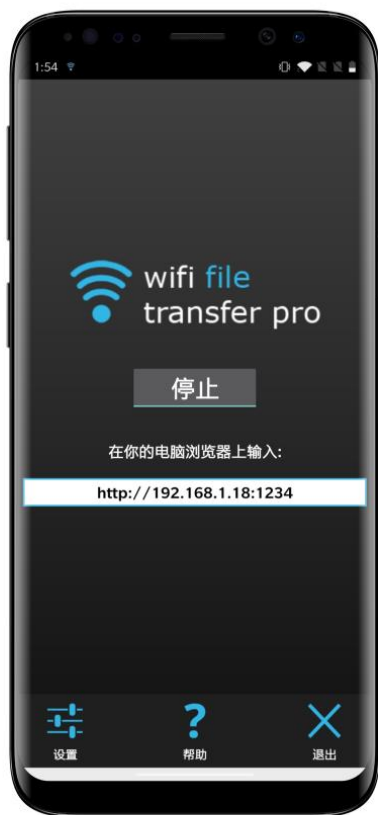 1:54
wifi file
transfer pro
停止
在你的电脑浏览器上输入:
http://192.168.1.18:1234
设置
帮助
退出